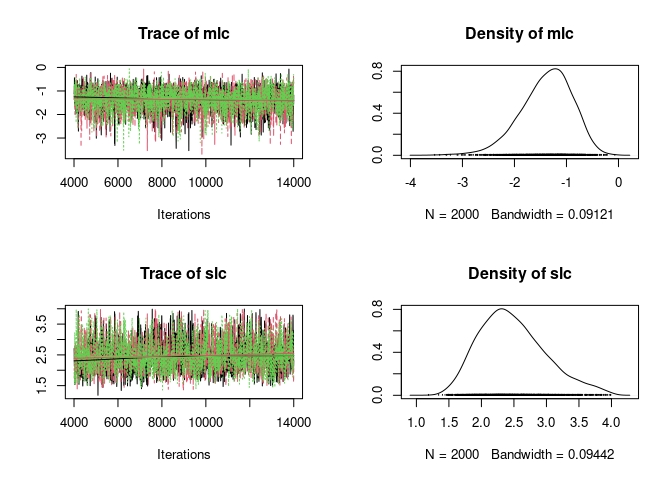 Trace of mlc
0
-1
-2
-3
4000 6000 8000 10000 14000
Iterations
Density of mlc
0.8
0.4
0.0
-4 -3 -2 -1 0
N = 2000 Bandwidth = 0.09121
Trace of slc
3.5
2.5
1.5
4000 6000 8000 10000 14000
Iterations
Density of slc
0.8
0.4
0.0
1.0 1.5 2.0 2.5 3.0 3.5 4.0
N = 2000 Bandwidth = 0.09442